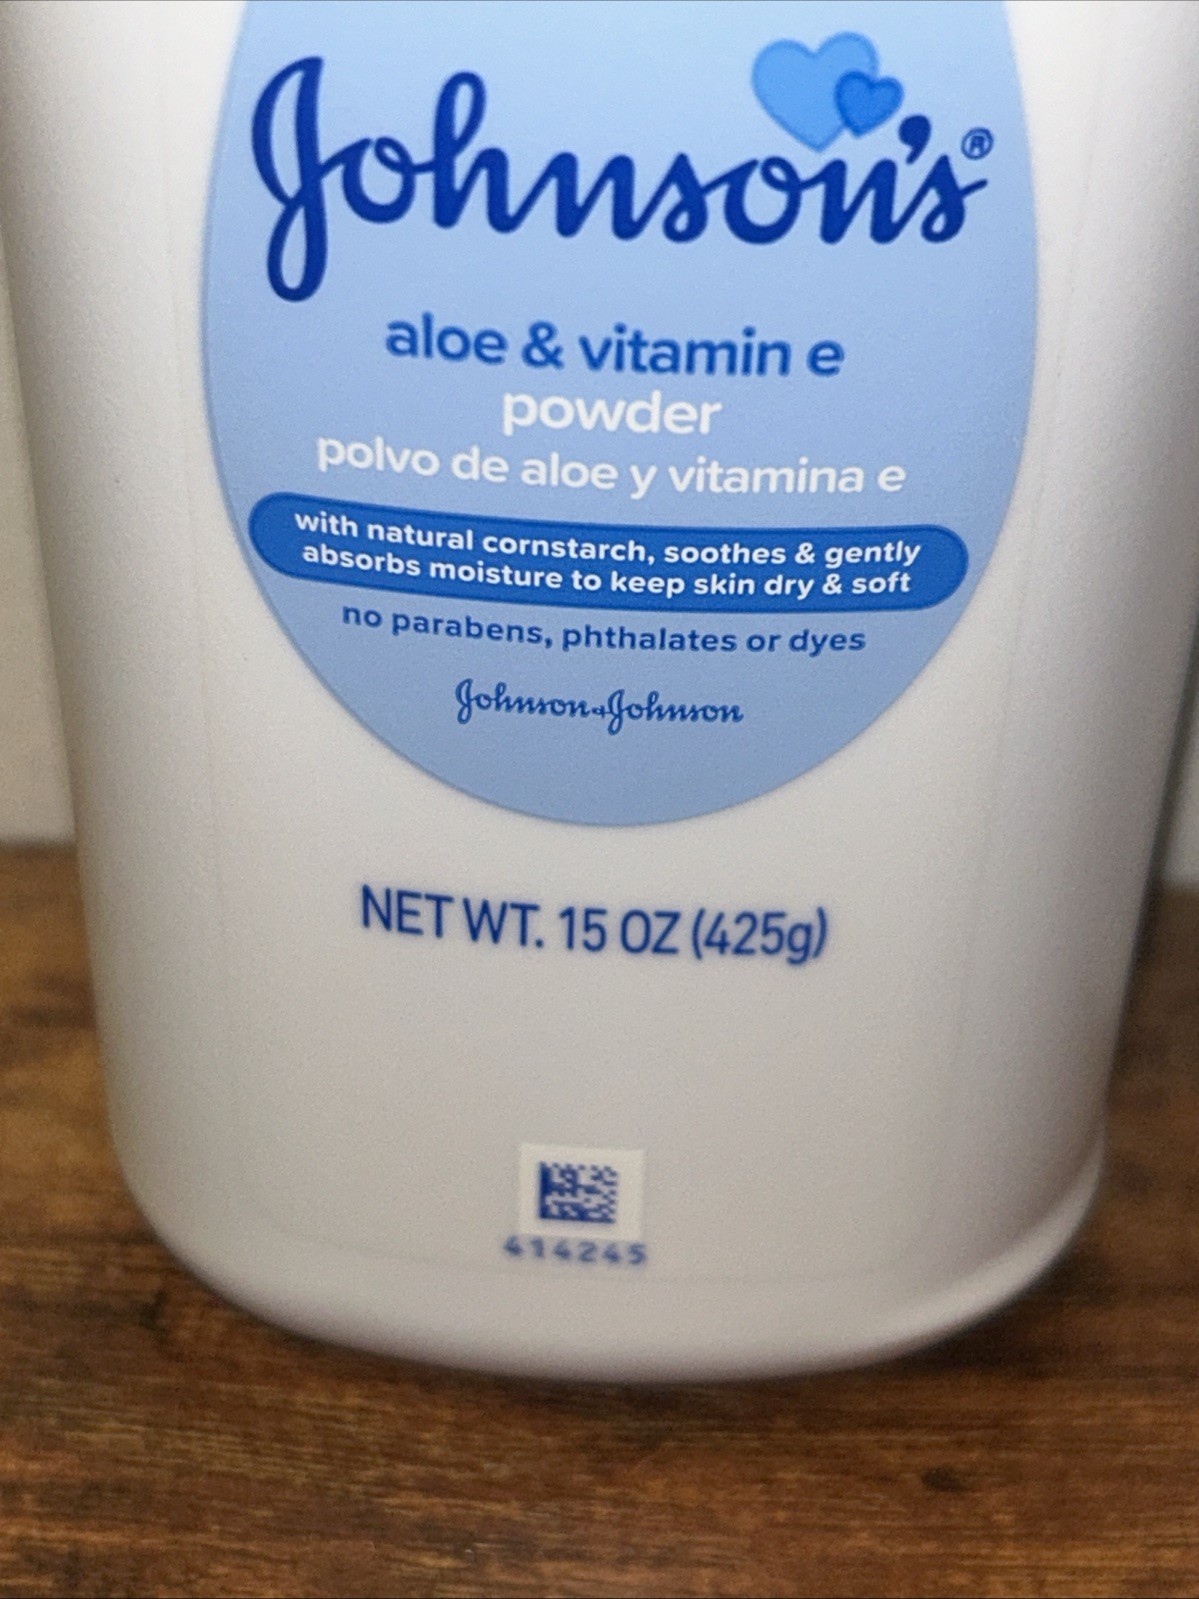 Johnson's®
aloe & vitamin e
powder
polvo de aloe y vitamina e
with natural cornstarch, soothes & gently
absorbs moisture to keep skin dry & soft
no parabens, phthalates or dyes
Johnson+Johnson
NET WT. 15 OZ (425g)
414245